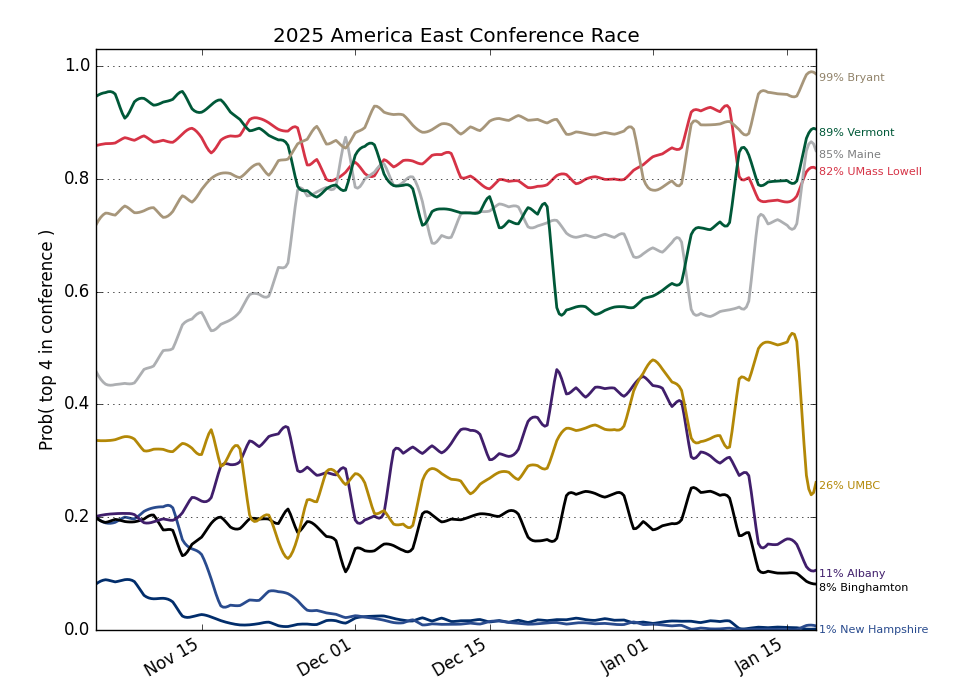 2025 America East Conference Race
Prob( top 4 in conference )
1.0
0.8
0.6
0.4
0.2
0.0
Nov 15
Dec 01
Dec 15
Jan 01
Jan 15
99% Bryant
89% Vermont
85% Maine
82% UMass Lowell
26% UMBC
11% Albany
8% Binghamton
1% New Hampshire